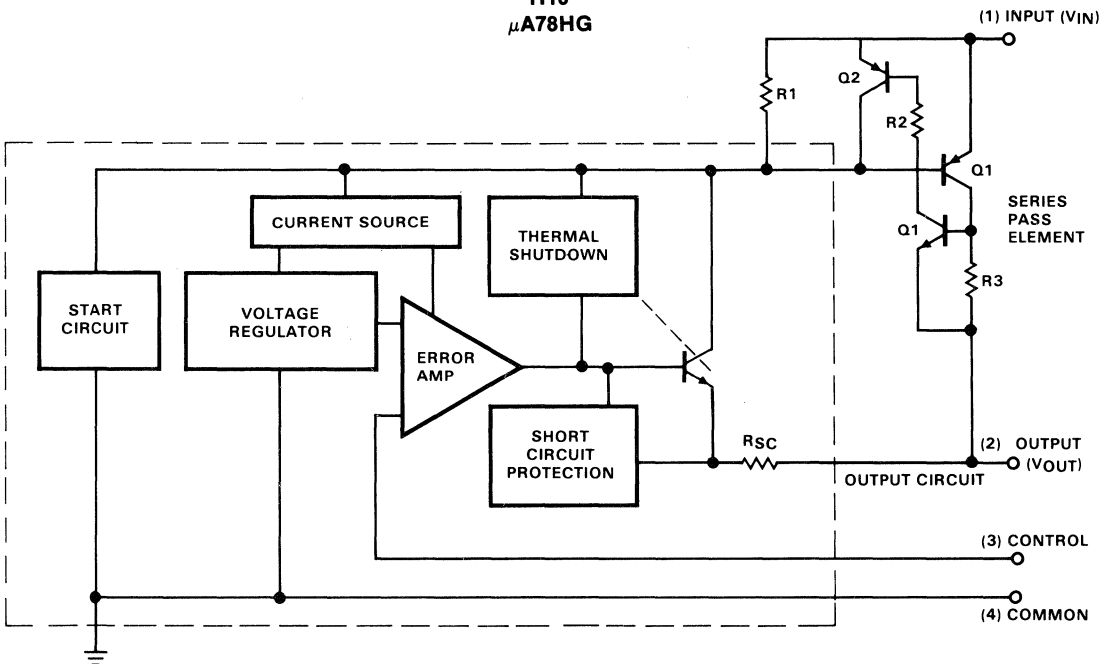 μA78HG
(1) INPUT (VIN)
Q2
R1
R2
Q1
SERIES
PASS
ELEMENT
Q1
R3
CURRENT SOURCE
THERMAL
SHUTDOWN
START
CIRCUIT
VOLTAGE
REGULATOR
ERROR
AMP
SHORT
CIRCUIT
PROTECTION
RSC
(2) OUTPUT
(VOUT)
OUTPUT CIRCUIT
(3) CONTROL
(4) COMMON